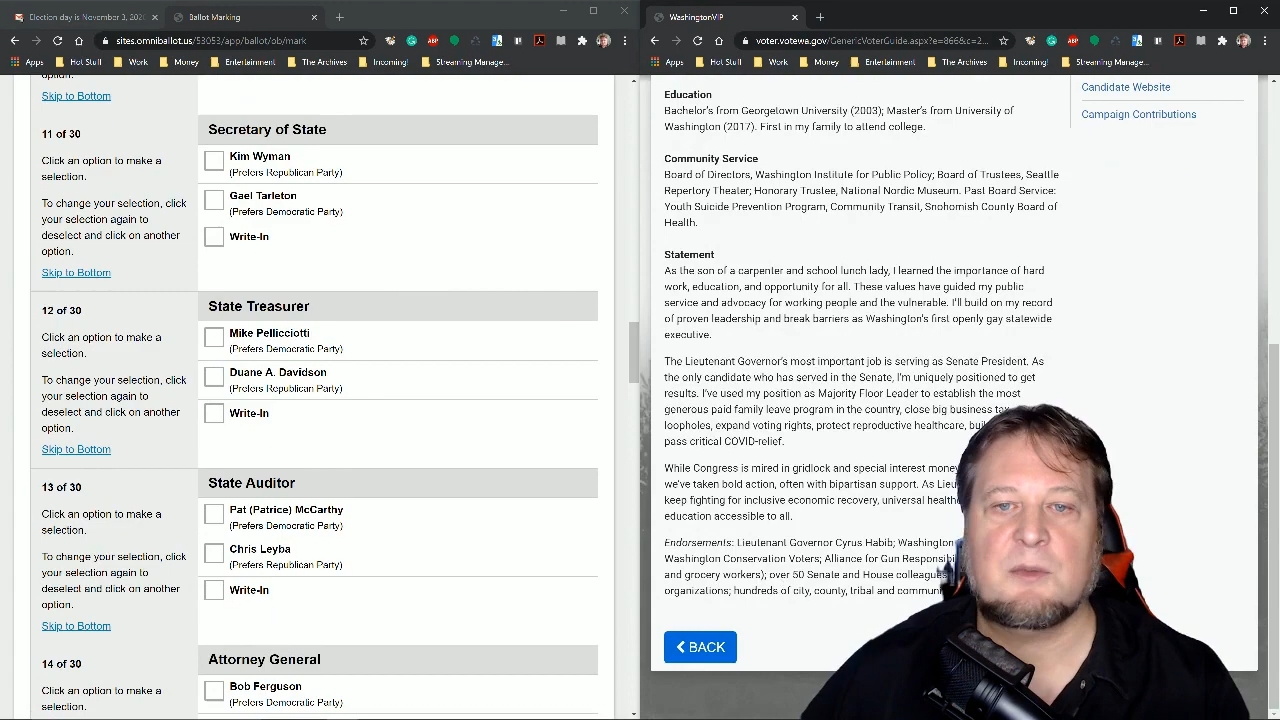 Election day is November 3, 202
Ballot Marking
sites.omniballot.us/53053/app/ballot/ob/mark
Apps
Hot Stuff
Work
Money
Entertainment
The Archives
Incoming!
Streaming Manage...
option.
Skip to Bottom
11 of 30
Click an option to make a
selection.
To change your selection, click
your selection again to
deselect and click on another
option.
Skip to Bottom
Secretary of State
Kim Wyman
(Prefers Republican Party)
Gael Tarleton
(Prefers Democratic Party)
Write-In
12 of 30
Click an option to make a
selection.
To change your selection, click
your selection again to
deselect and click on another
option.
Skip to Bottom
State Treasurer
Mike Pellicciotti
(Prefers Democratic Party)
Duane A. Davidson
(Prefers Republican Party)
Write-In
13 of 30
Click an option to make a
selection.
To change your selection, click
your selection again to
deselect and click on another
option.
Skip to Bottom
State Auditor
Pat (Patrice) McCarthy
(Prefers Democratic Party)
Chris Leyba
(Prefers Republican Party)
Write-In
14 of 30
Click an option to make a
selection.
Attorney General
Bob Ferguson
(Prefers Democratic Party)
WashingtonVIP
voter.votewa.gov/GenericVoterGuide.aspx?e=866&c=2...
Apps
Hot Stuff
Work
Money
Entertainment
The Archives
Incoming!
Streaming Manage...
Education
Bachelor's from Georgetown University (2003); Master's from University of
Washington (2017). First in my family to attend college.
Community Service
Board of Directors, Washington Institute for Public Policy; Board of Trustees, Seattle
Repertory Theater; Honorary Trustee, National Nordic Museum. Past Board Service:
Youth Suicide Prevention Program, Community Transit, Snohomish County Board of
Health.
Statement
As the son of a carpenter and school lunch lady, I learned the importance of hard
work, education, and opportunity for all. These values have guided my public
service and advocacy for working people and the vulnerable. I'll build on my record
of proven leadership and break barriers as Washington's first openly gay statewide
executive.
The Lieutenant Governor's most important job is serving as Senate President. As
the only candidate who has served in the Senate, I'm uniquely positioned to get
results. I've used my position as Majority Floor Leader to establish the most
generous paid family leave program in the country, close big business
loopholes, expand voting rights, protect reproductive healthcare,
pass critical COVID-relief.
While Congress is mired in gridlock and special interest money
we've taken bold action, often with bipartisan support. As
keep fighting for inclusive economic recovery, universal
education accessible to all.
Endorsements: Lieutenant Governor Cyrus Habib; Washington
Washington Conservation Voters; Alliance for Gun
and grocery workers); over 50 Senate and House colleagues
organizations; hundreds of city, county, tribal and
BACK
Candidate Website
Campaign Contributions